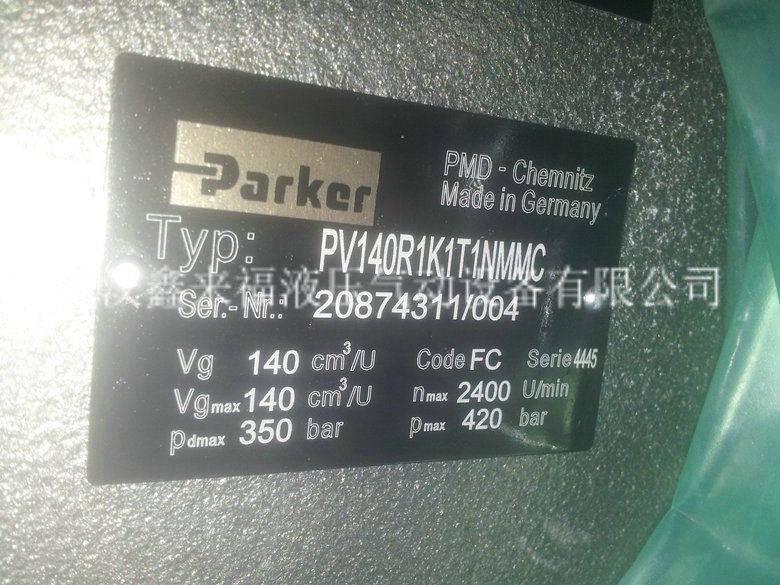 Parker
PMD - Chemnitz
Made in Germany
Typ: PV140R1K1T1NMMC
汉鑫来福液压气动设备有限公司
Ser.-Nr.: 20874311/004
Vg 140 cm³/U Code FC Serie 4445
Vgmax 140 cm³/U nmax 2400 U/min
pdmax 350 bar pmax 420 bar